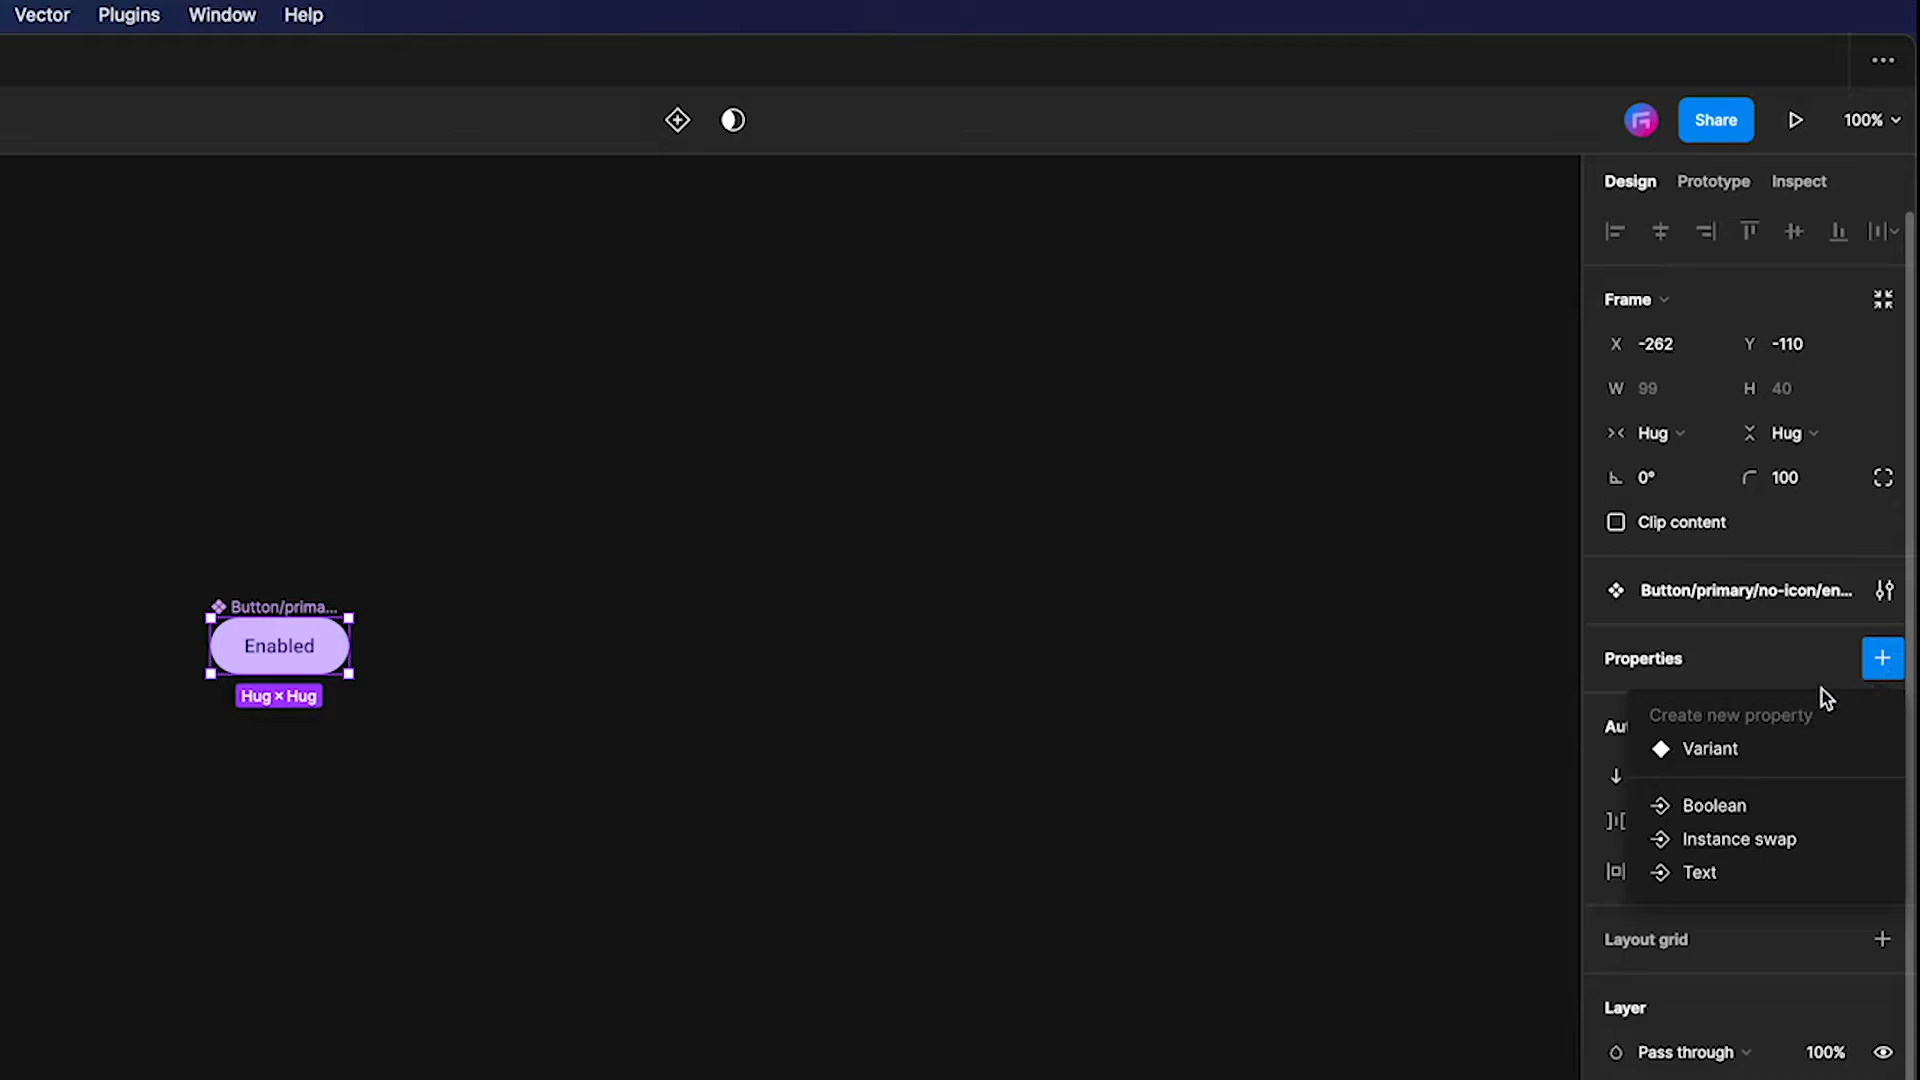 Vector Plugins Window Help
Share 100%
Design Prototype Inspect
Frame
X -262 Y -110
W 99 H 40
Hug Hug
0° 100
Clip content
Button/prima...
Button/primary/no-icon/en...
Enabled
Properties
Hug × Hug
Create new property
Au
Variant
Boolean
Instance swap
Text
Layout grid
Layer
Pass through 100%